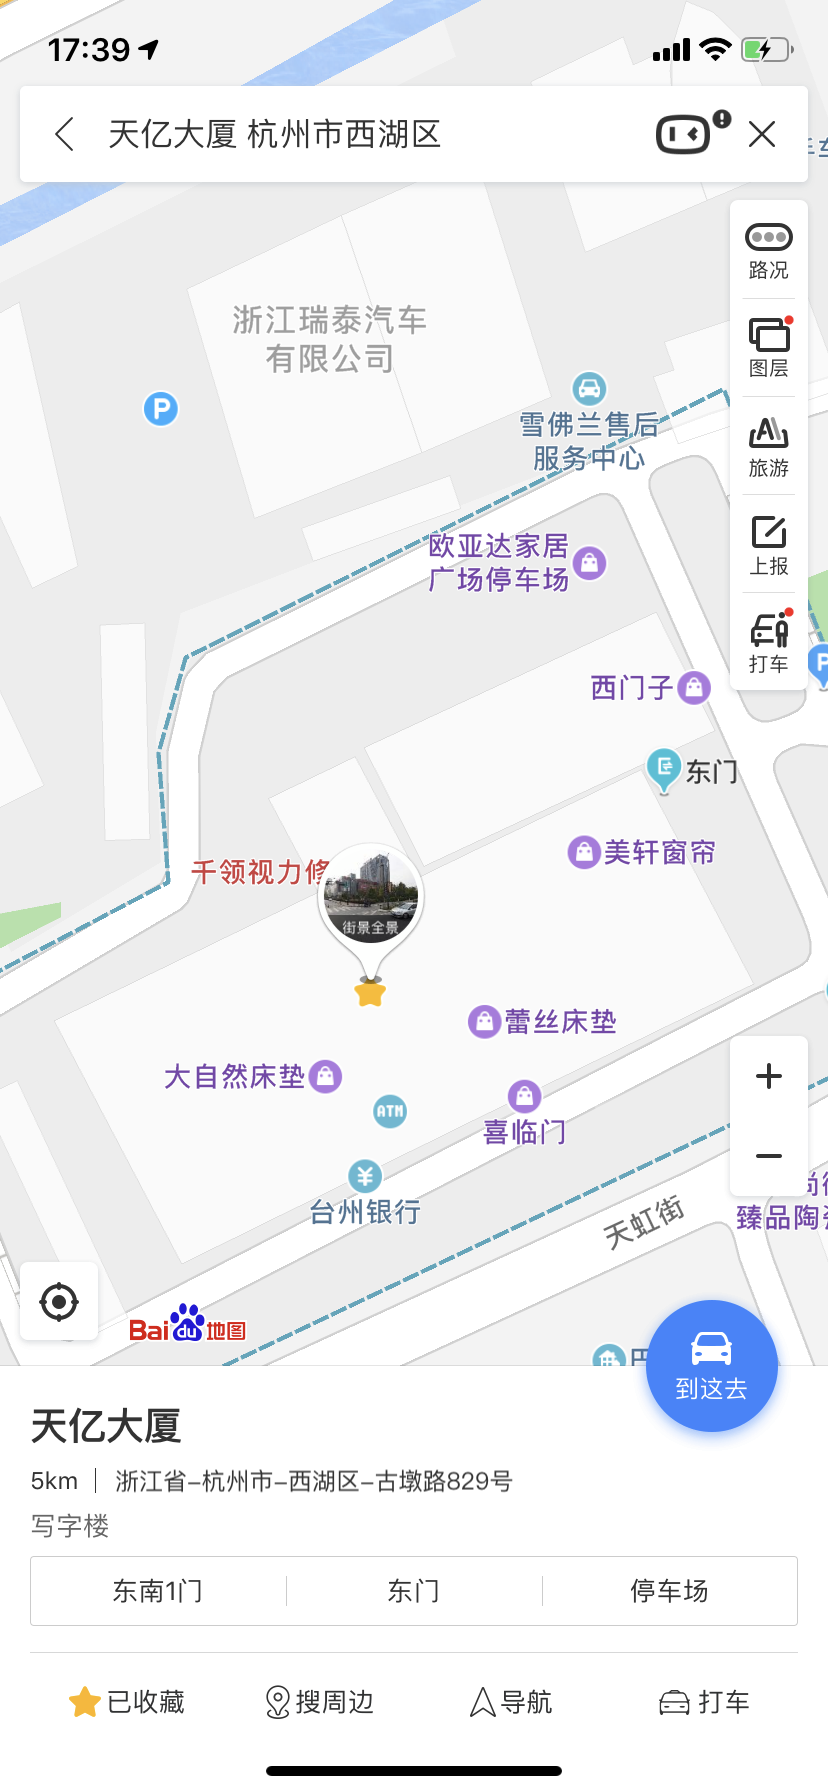 17:39
天亿大厦 杭州市西湖区
路况
图层
旅游
上报
打车
浙江瑞泰汽车
有限公司
P
雪佛兰售后
服务中心
欧亚达家居
广场停车场
西门子
东门
美轩窗帘
千领视力修
街景全景
蕾丝床垫
大自然床垫
ATM
喜临门
台州银行
天虹街
臻品陶瓷
Bai du 地图
到这去
天亿大厦
5km | 浙江省-杭州市-西湖区-古墩路829号
写字楼
东南1门 东门 停车场
已收藏 搜周边 导航 打车